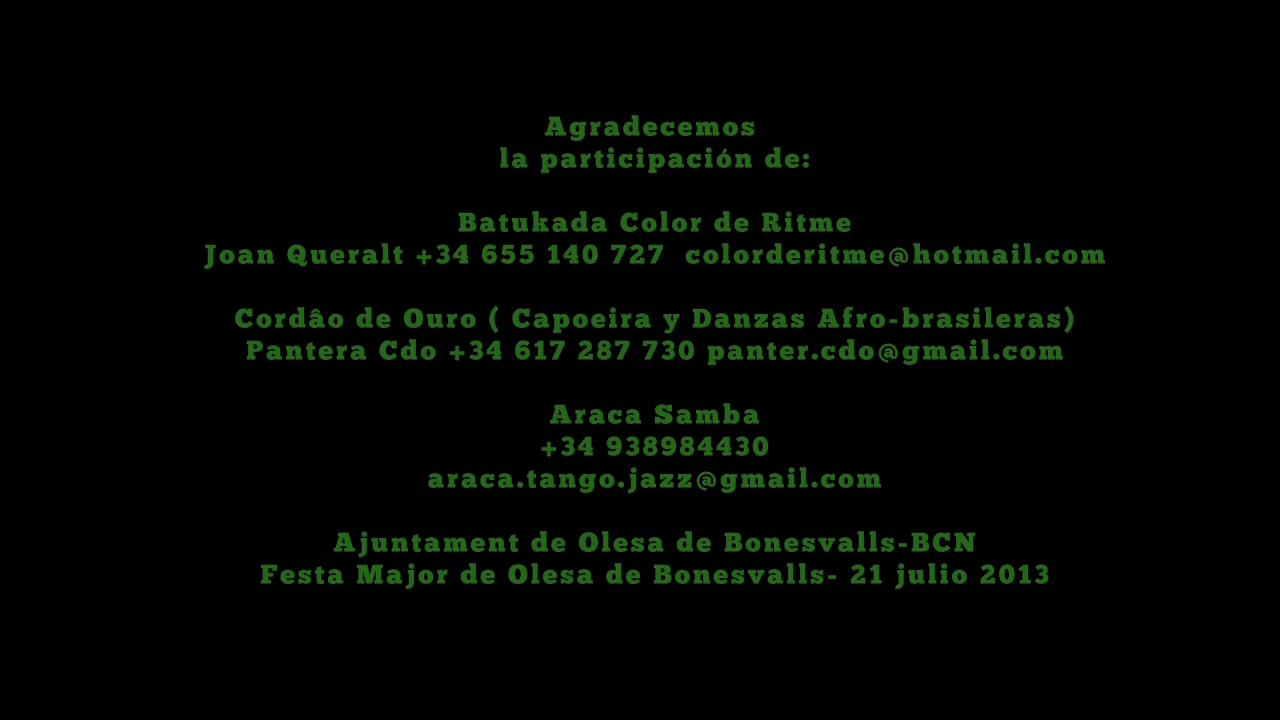 Agradecemos
la participación de:
Batukada Color de Ritme
Joan Queralt +34 655 140 727  colorderitme@hotmail.com
Cordâo de Ouro ( Capoeira y Danzas Afro-brasileras)
Pantera Cdo +34 617 287 730 panter.cdo@gmail.com
Araca Samba
+34 938984430
araca.tango.jazz@gmail.com
Ajuntament de Olesa de Bonesvalls-BCN
Festa Major de Olesa de Bonesvalls- 21 julio 2013